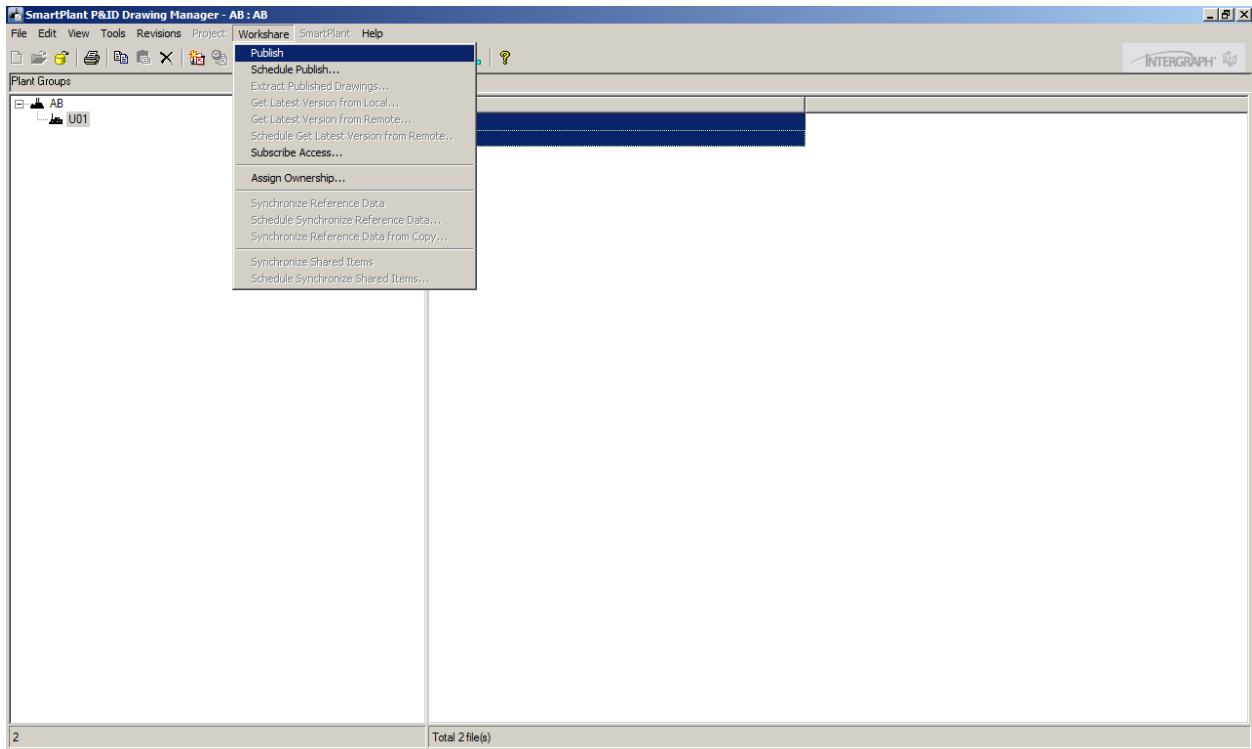 SmartPlant P&ID Drawing Manager - AB : AB
File Edit View Tools Revisions Project Workshare SmartPlant Help
INTERGRAPH
Plant Groups
AB
U01
Publish
Schedule Publish...
Extract Published Drawings...
Get Latest Version from Local...
Get Latest Version from Remote...
Schedule Get Latest Version from Remote..
Subscribe Access...
Assign Ownership...
Synchronize Reference Data
Schedule Synchronize Reference Data...
Synchronize Reference Data from Copy...
Synchronize Shared Items
Schedule Synchronize Shared Items...
2
Total 2 file(s)